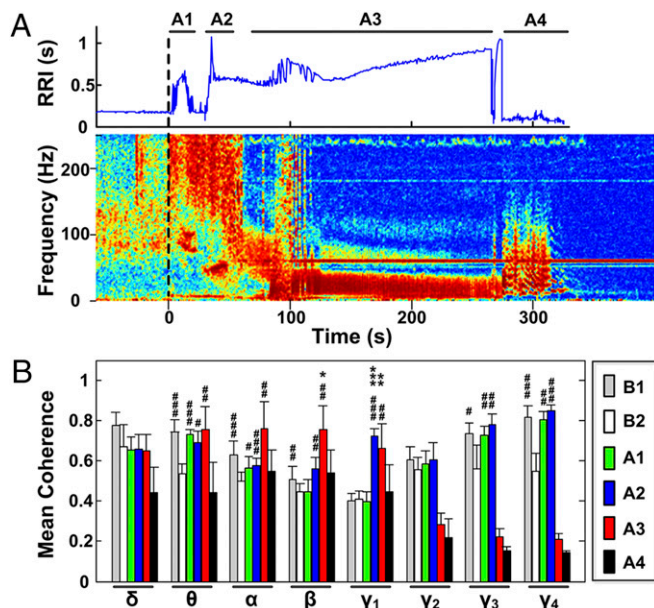 A
A1 A2 A3 A4
RRI (s)
1
0.5
0
Frequency (Hz)
200
100
0
0 100 200 300
Time (s)
B
Mean Coherence
1
0.8
0.6
0.4
0.2
0
###
###
##
#
##
###
#
###
##
#
##
##
*
###
***
##
**
#
##
##
###
##
###
δ θ α β γ1 γ2 γ3 γ4
B1
B2
A1
A2
A3
A4